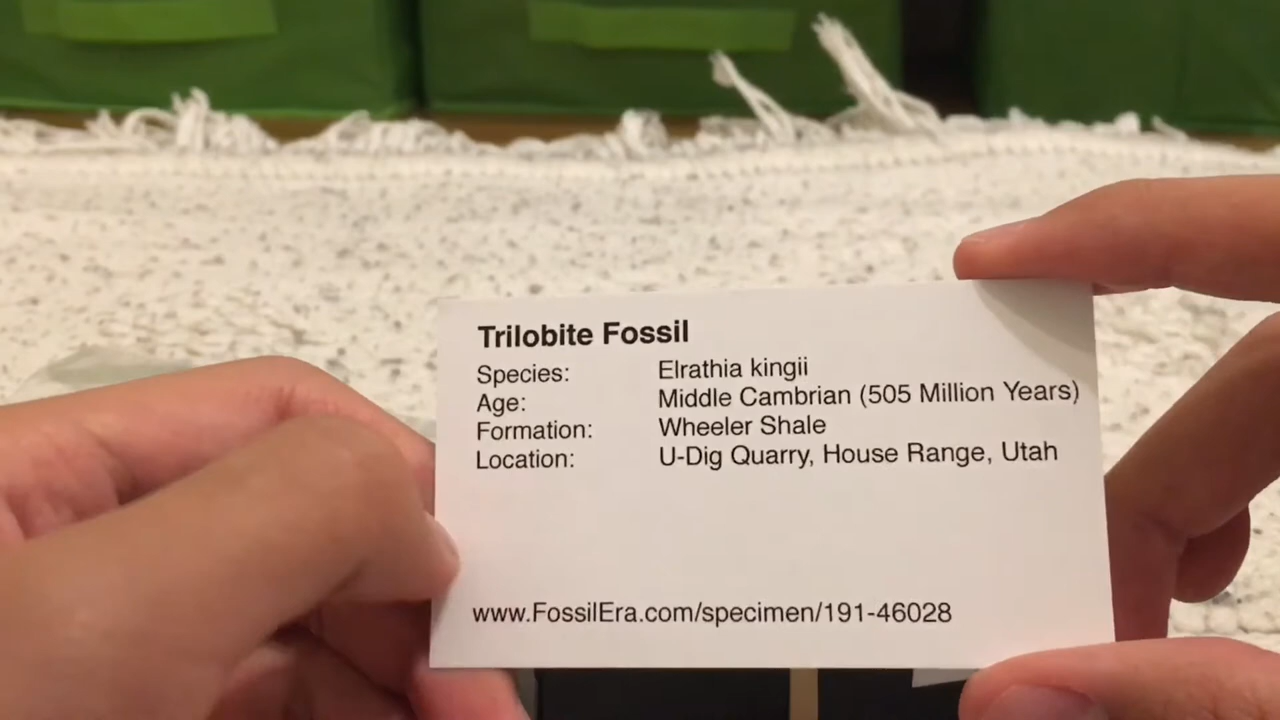 Trilobite Fossil
Species: Elrathia kingii
Age: Middle Cambrian (505 Million Years)
Formation: Wheeler Shale
Location: U-Dig Quarry, House Range, Utah
www.FossilEra.com/specimen/191-46028